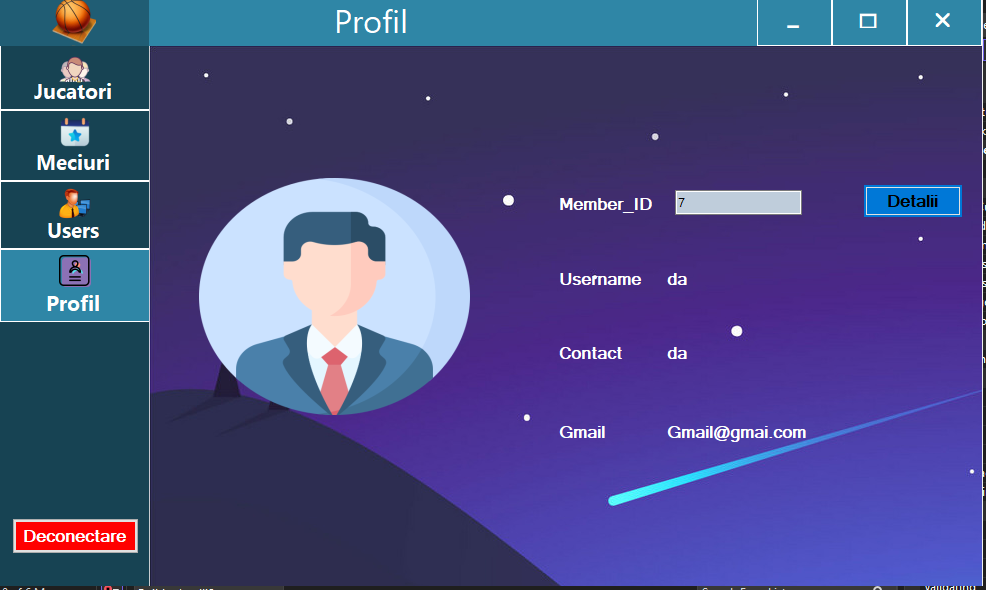 Profil
Jucatori
Meciuri
Users
Profil
Deconectare
Member_ID 7 Detalii
Username da
Contact da
Gmail Gmail@gmai.com